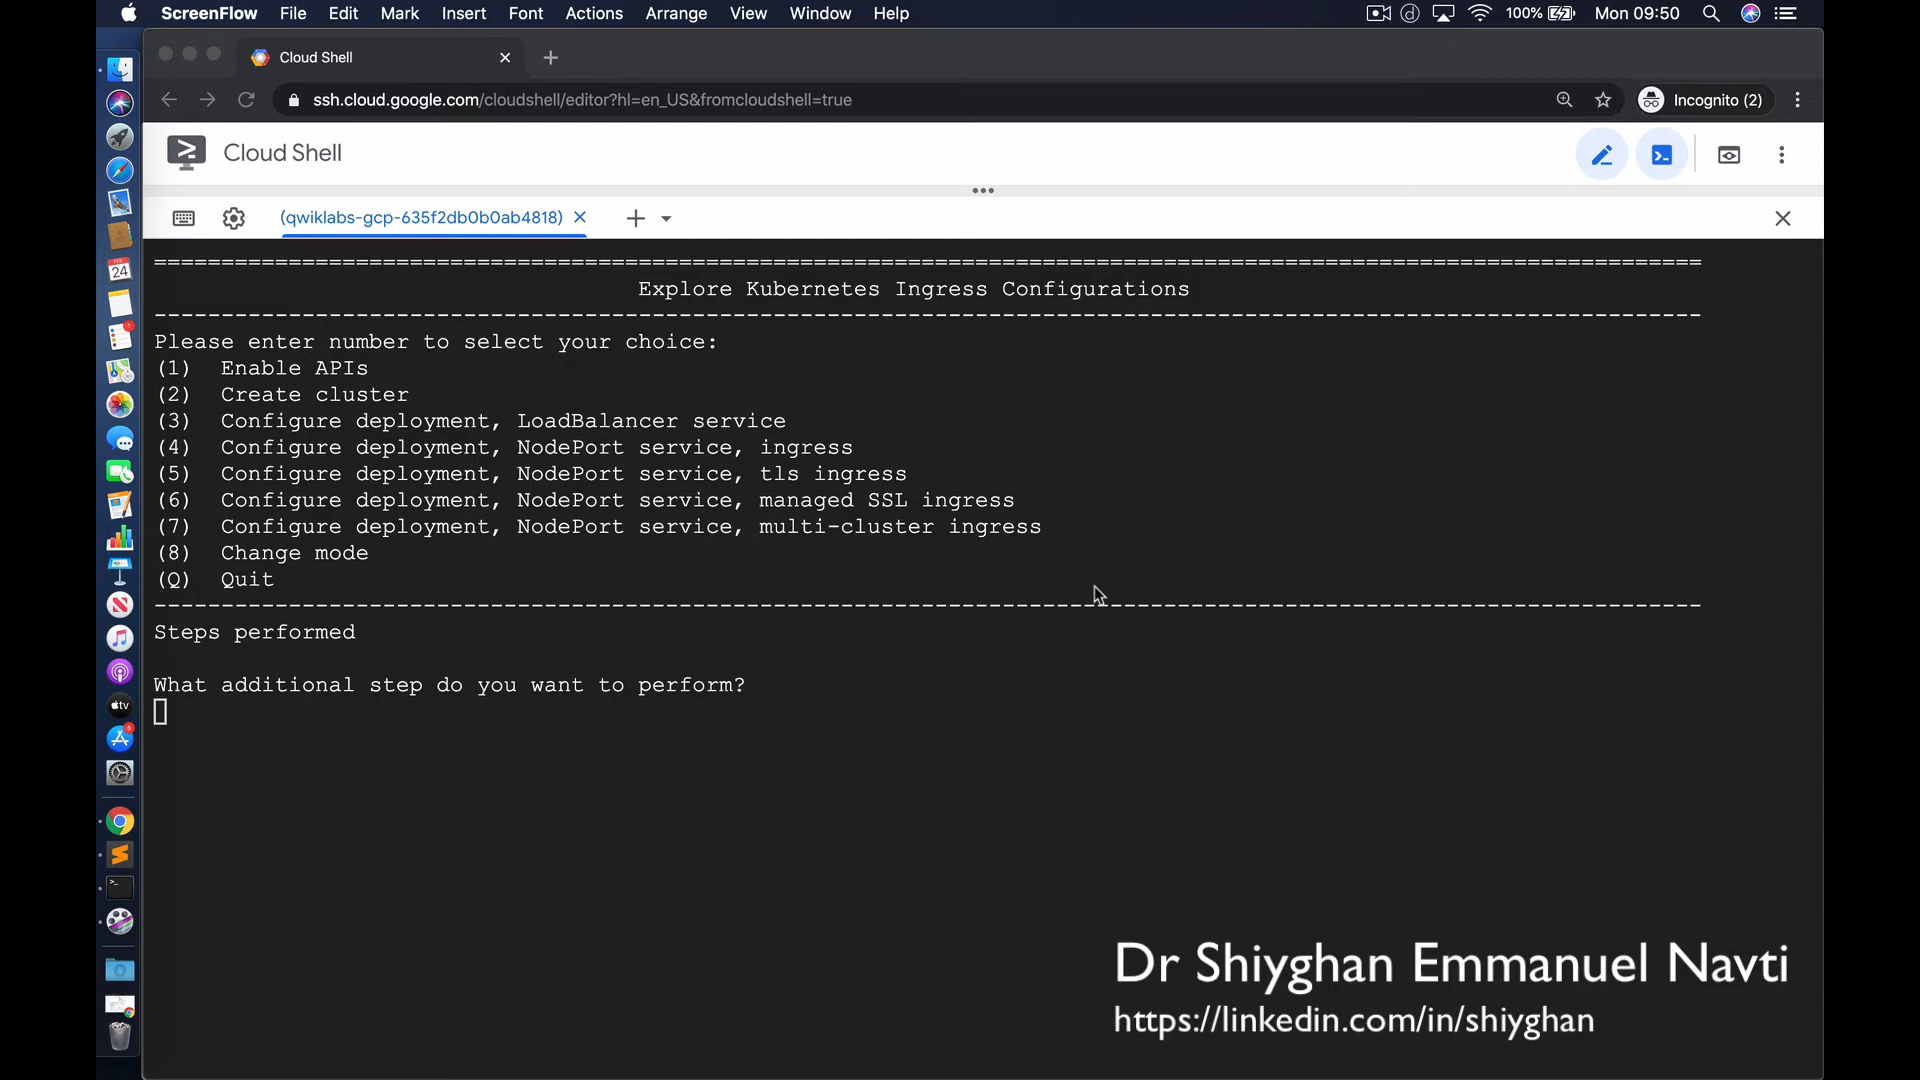 ScreenFlow File Edit Mark Insert Font Actions Arrange View Window Help 100% Mon 09:50
Cloud Shell
ssh.cloud.google.com/cloudshell/editor?hl=en_US&fromcloudshell=true Incognito (2)
Cloud Shell
(qwiklabs-gcp-635f2db0b0ab4818)
Explore Kubernetes Ingress Configurations
Please enter number to select your choice:
(1) Enable APIs
(2) Create cluster
(3) Configure deployment, LoadBalancer service
(4) Configure deployment, NodePort service, ingress
(5) Configure deployment, NodePort service, tls ingress
(6) Configure deployment, NodePort service, managed SSL ingress
(7) Configure deployment, NodePort service, multi-cluster ingress
(8) Change mode
(Q) Quit
Steps performed
What additional step do you want to perform?
24
1
tv
5
Dr Shiyghan Emmanuel Navti
https://linkedin.com/in/shiyghan